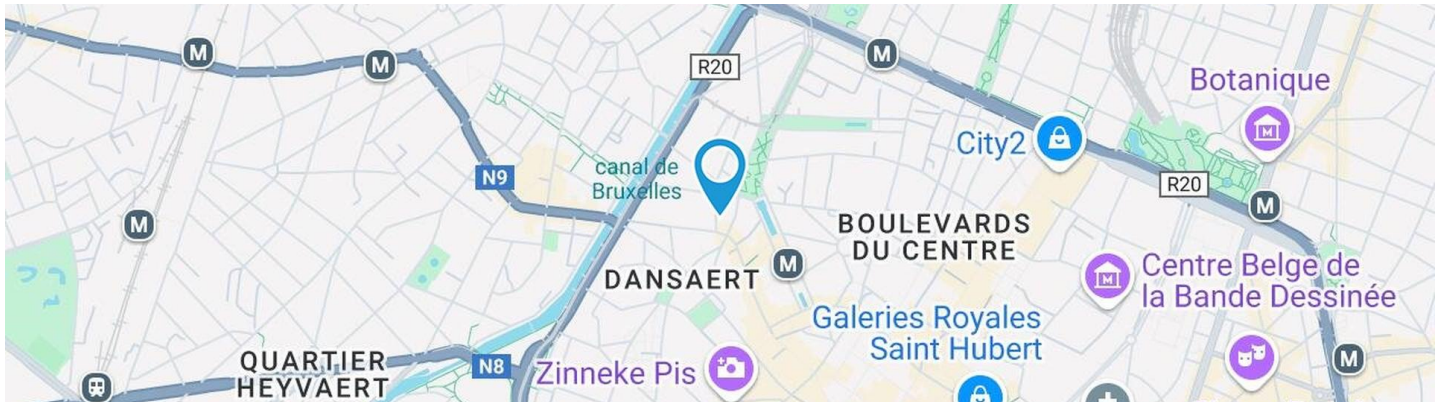 M
M
R20
M
Botanique
City2
canal de
Bruxelles
N9
R20
M
M
BOULEVARDS
DU CENTRE
M
DANSAERT
Centre Belge de
la Bande Dessinée
Galeries Royales
Saint Hubert
QUARTIER
HEYVAERT
N8
Zinneke Pis
M